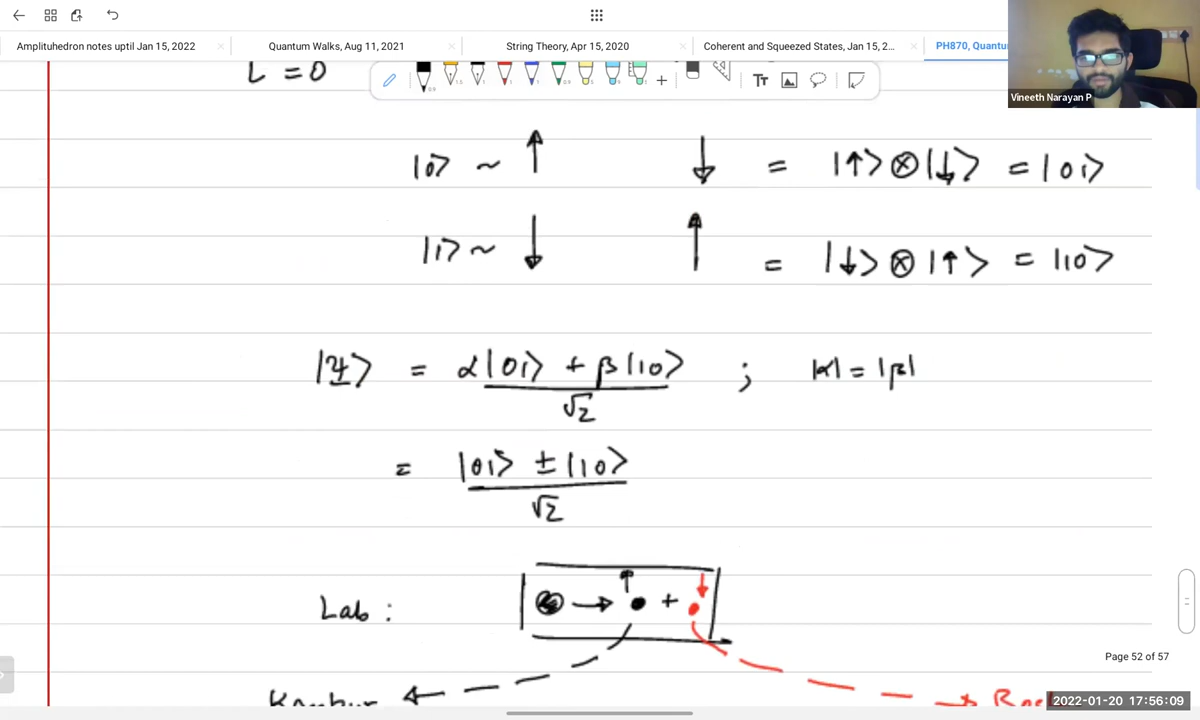 Amplituhedron notes uptil Jan 15, 2022 × Quantum Walks, Aug 11, 2021 × String Theory, Apr 15, 2020 × Coherent and Squeezed States, Jan 15, 2... × PH870, Quantu
Vineeth Narayan P
L = 0
|0⟩ ~ ↑ ↓ = |↑⟩⊗|↓⟩ = |01⟩
|1⟩ ~ ↓ ↑ = |↓⟩⊗|↑⟩ = |10⟩
|Ψ⟩ = α|01⟩ + β|10⟩ ; |α| = |β|
√2
= |01⟩ ± |10⟩
√2
Lab : → ↑ + ↓
Page 52 of 57
2022-01-20 17:56:09